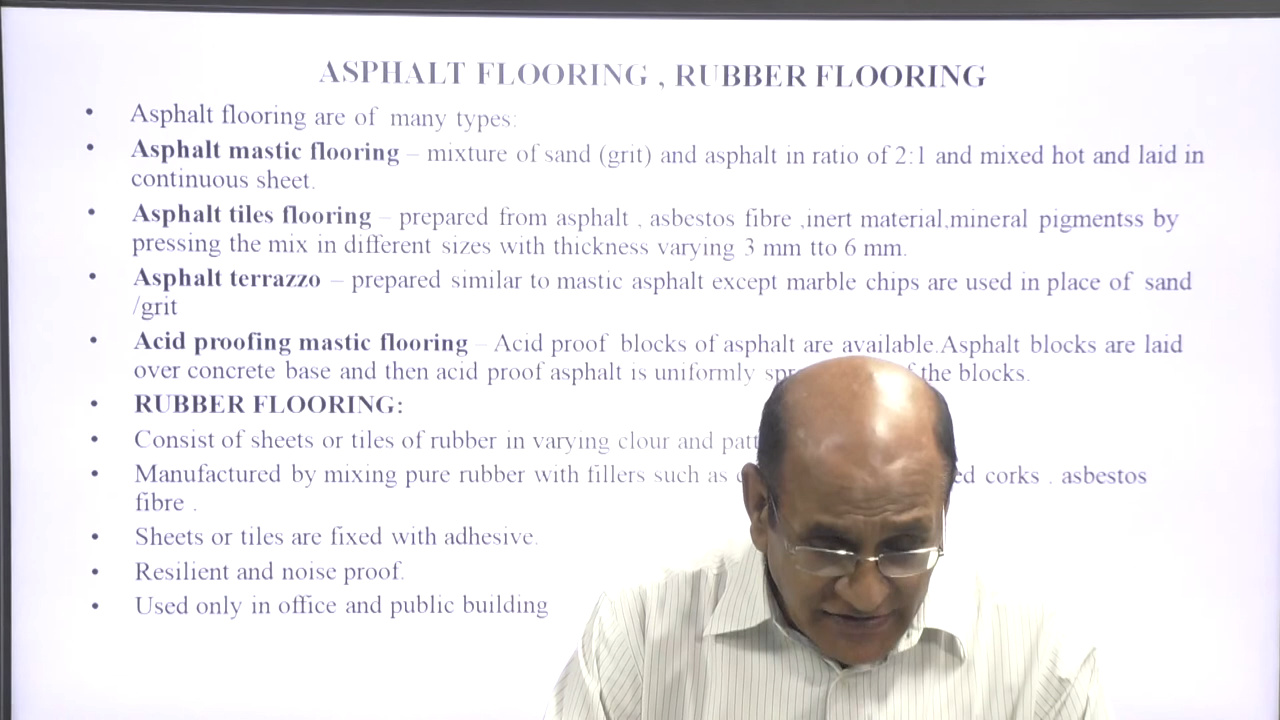 ASPHALT FLOORING , RUBBER FLOORING
• Asphalt flooring are of many types:
• Asphalt mastic flooring – mixture of sand (grit) and asphalt in ratio of 2:1 and mixed hot and laid in
continuous sheet.
• Asphalt tiles flooring – prepared from asphalt , asbestos fibre ,inert material,mineral pigmentss by
pressing the mix in different sizes with thickness varying 3 mm tto 6 mm.
• Asphalt terrazzo – prepared similar to mastic asphalt except marble chips are used in place of sand
/grit
• Acid proofing mastic flooring – Acid proof blocks of asphalt are available.Asphalt blocks are laid
over concrete base and then acid proof asphalt is uniformly the blocks.
• RUBBER FLOORING:
• Consist of sheets or tiles of rubber in varying clour and
• Manufactured by mixing pure rubber with fillers such as corks . asbestos
fibre .
• Sheets or tiles are fixed with adhesive.
• Resilient and noise proof.
• Used only in office and public building